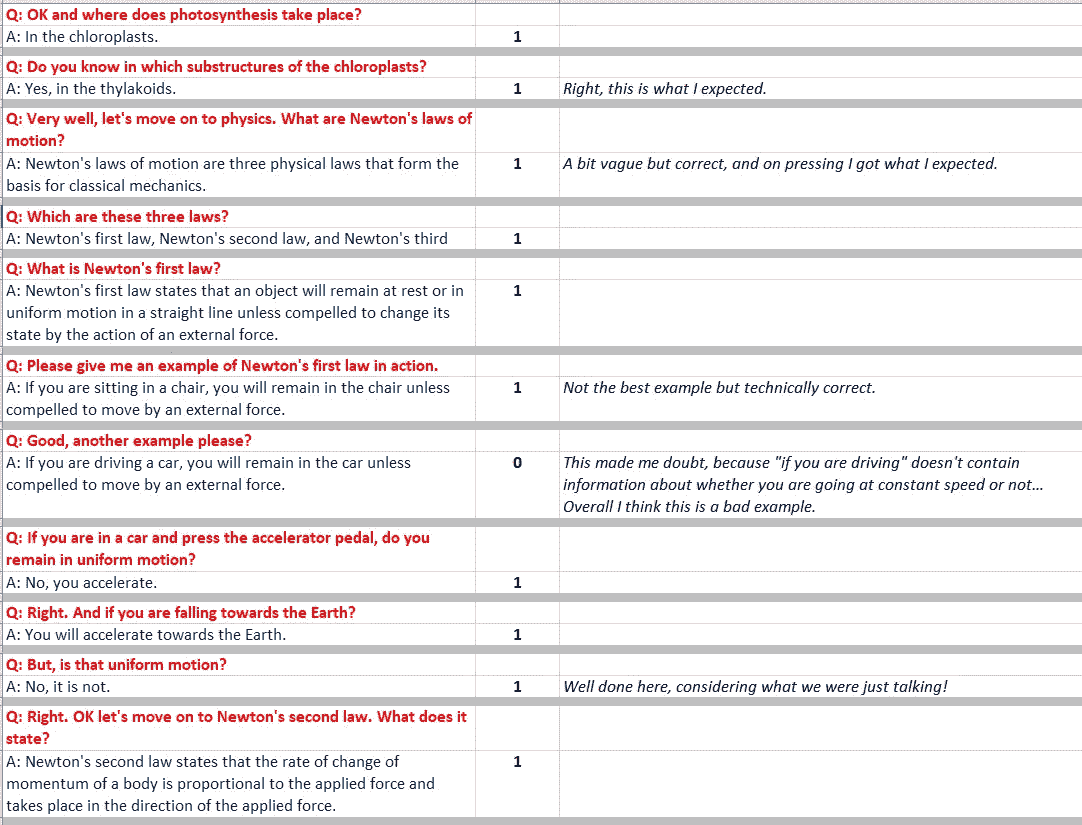 Q: OK and where does photosynthesis take place?
A: In the chloroplasts. 1
Q: Do you know in which substructures of the chloroplasts?
A: Yes, in the thylakoids. 1 Right, this is what I expected.
Q: Very well, let's move on to physics. What are Newton's laws of
motion?
A: Newton's laws of motion are three physical laws that form the 1 A bit vague but correct, and on pressing I got what I expected.
basis for classical mechanics.
Q: Which are these three laws?
A: Newton's first law, Newton's second law, and Newton's third 1
Q: What is Newton's first law?
A: Newton's first law states that an object will remain at rest or in 1
uniform motion in a straight line unless compelled to change its
state by the action of an external force.
Q: Please give me an example of Newton's first law in action.
A: If you are sitting in a chair, you will remain in the chair unless 1 Not the best example but technically correct.
compelled to move by an external force.
Q: Good, another example please?
A: If you are driving a car, you will remain in the car unless 0 This made me doubt, because "if you are driving" doesn't contain
compelled to move by an external force. information about whether you are going at constant speed or not...
Overall I think this is a bad example.
Q: If you are in a car and press the accelerator pedal, do you
remain in uniform motion?
A: No, you accelerate. 1
Q: Right. And if you are falling towards the Earth?
A: You will accelerate towards the Earth. 1
Q: But, is that uniform motion?
A: No, it is not. 1 Well done here, considering what we were just talking!
Q: Right. OK let's move on to Newton's second law. What does it
state?
A: Newton's second law states that the rate of change of 1
momentum of a body is proportional to the applied force and
takes place in the direction of the applied force.